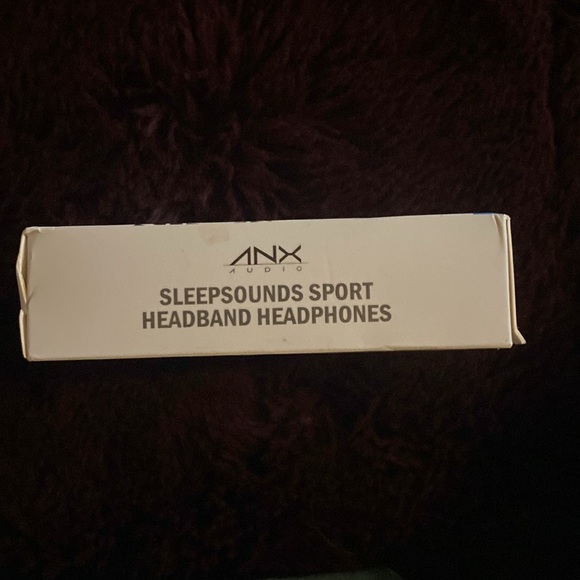 ANX
AUDIO
SLEEPSOUNDS SPORT
HEADBAND HEADPHONES